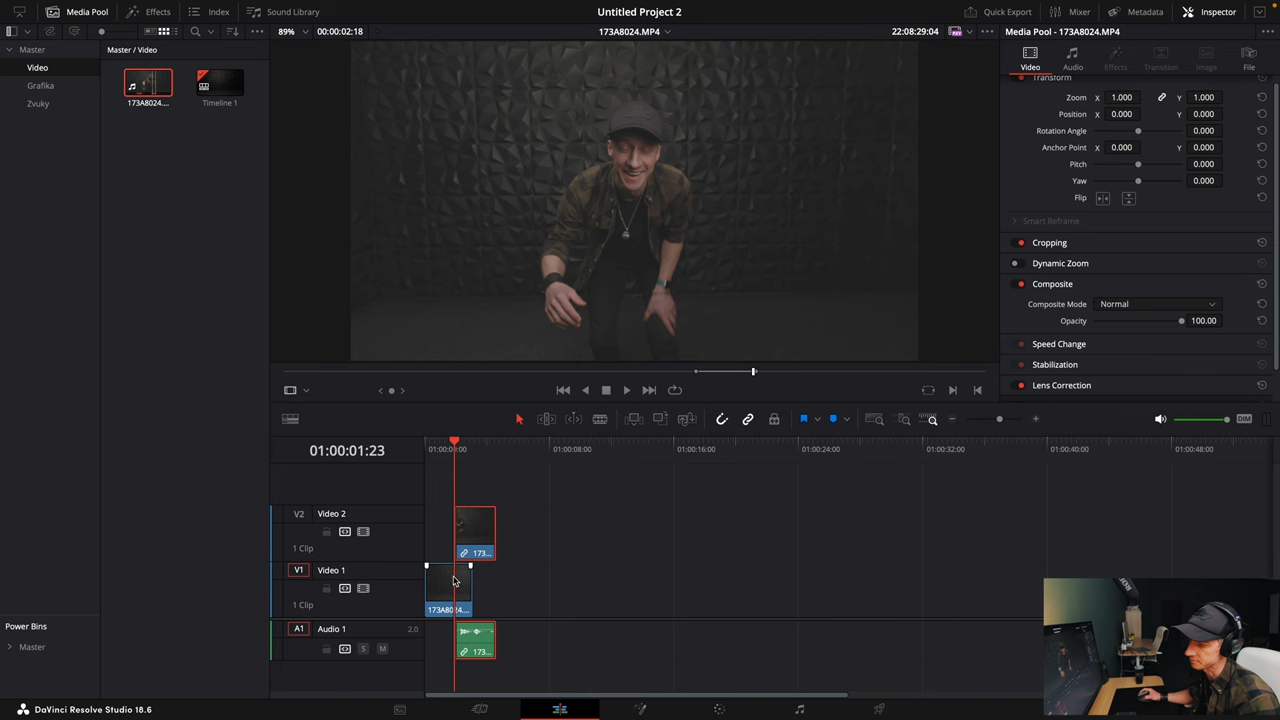 Media Pool
Effects
Index
Sound Library
Untitled Project 2
Quick Export
Mixer
Metadata
Inspector
89%
00:00:02:18
173A8024.MP4
22:08:29:04
Media Pool - 173A8024.MP4
Master
Video
Grafika
Zvuky
Master / Video
173A8024....
Timeline 1
Video
Audio
Effects
Transition
Image
File
Transform
Zoom X 1.000 Y 1.000
Position X 0.000 Y 0.000
Rotation Angle 0.000
Anchor Point X 0.000 Y 0.000
Pitch 0.000
Yaw 0.000
Flip
Smart Reframe
Cropping
Dynamic Zoom
Composite
Composite Mode Normal
Opacity 100.00
Speed Change
Stabilization
Lens Correction
DIM
01:00:01:23
01:00:08:00
01:00:16:00
01:00:24:00
01:00:32:00
01:00:40:00
01:00:48:00
V2 Video 2
1 Clip
173...
V1 Video 1
1 Clip
173A8024....
A1 Audio 1 2.0
S M
173...
Power Bins
Master
DaVinci Resolve Studio 18.6